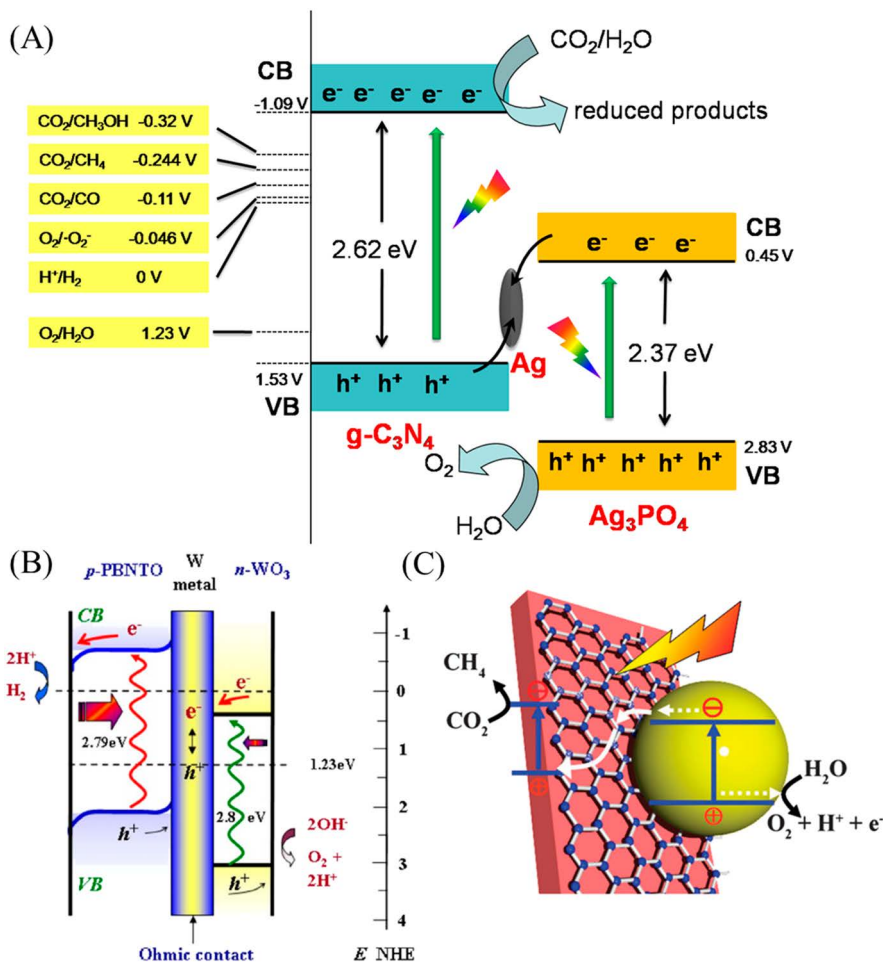 (A)
CB
-1.09 V
e⁻ e⁻ e⁻ e⁻ e⁻
CO₂/H₂O
reduced products
CO₂/CH₃OH -0.32 V
CO₂/CH₄ -0.244 V
CO₂/CO -0.11 V
O₂/·O₂⁻ -0.046 V
H⁺/H₂ 0 V
O₂/H₂O 1.23 V
2.62 eV
e⁻ e⁻ e⁻
CB
0.45 V
Ag
2.37 eV
1.53 V
VB
h⁺ h⁺ h⁺
g-C₃N₄
O₂
H₂O
h⁺ h⁺ h⁺ h⁺ h⁺
2.83 V
VB
Ag₃PO₄
(B)
p-PBNTO
W
metal
n-WO₃
CB
e⁻
2H⁺
H₂
2.79eV
e⁻
h⁺
e⁻
2.8 eV
1.23eV
h⁺
VB
h⁺
2OH⁻
O₂ +
2H⁺
-1
0
1
2
3
4
Ohmic contact
E NHE
(C)
CH₄
CO₂
H₂O
O₂ + H⁺ + e⁻